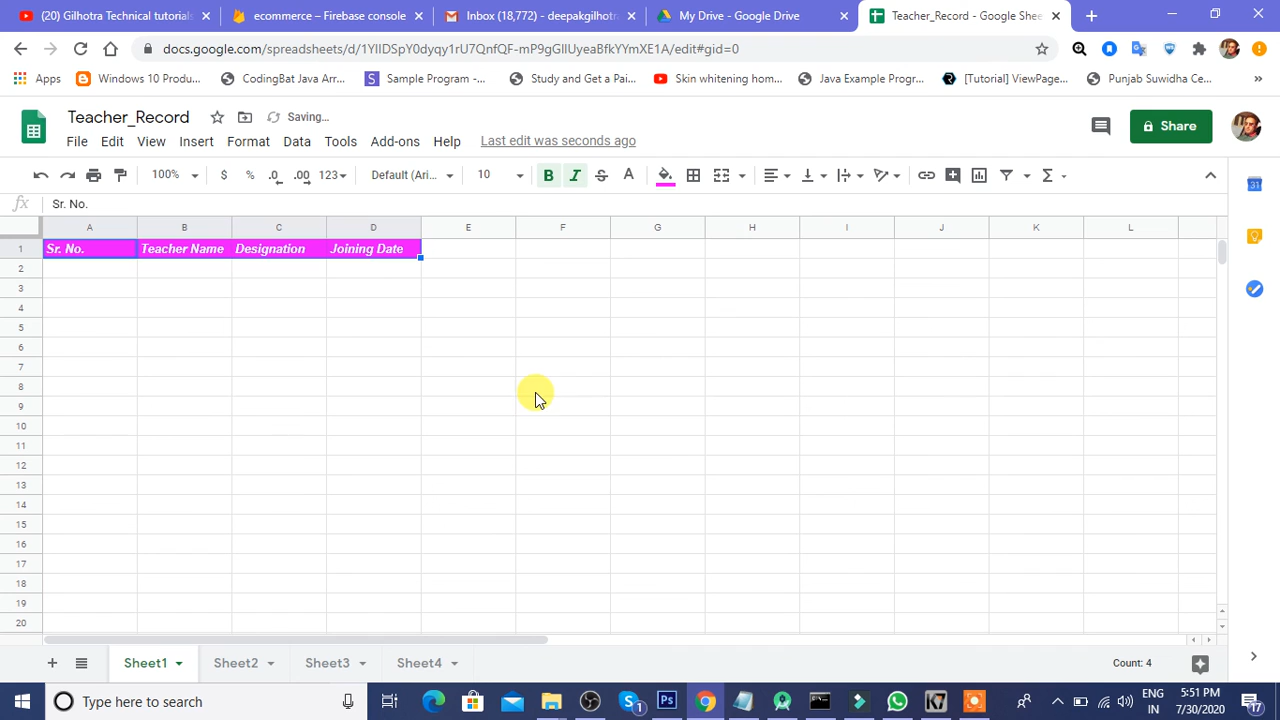 (20) Gilhotra Technical tutori
ecommerce – Firebase console
Inbox (18,772) - deepakgilhotr
My Drive - Google Drive
Teacher_Record - Google Shee
docs.google.com/spreadsheets/d/1YlIDSpY0dyqy1rU7QnfQF-mP9gGIlUyeaBfkYYmXE1A/edit#gid=0
Apps
Windows 10 Produ...
CodingBat Java Arr...
Sample Program -...
Study and Get a Pai...
Skin whitening hom...
Java Example Progr...
[Tutorial] ViewPage...
Punjab Suwidha Ce...
»
Teacher_Record
Saving...
File Edit View Insert Format Data Tools Add-ons Help Last edit was seconds ago
Share
100% $ % .0 .00 123 Default (Ari... 10 B I S A Σ
fx Sr. No.
A B C D E F G H I J K L
1 Sr. No. Teacher Name Designation Joining Date
2
3
4
5
6
7
8
9
10
11
12
13
14
15
16
17
18
19
20
31
Sheet1 Sheet2 Sheet3 Sheet4 Count: 4
Type here to search
S 1
Ps
ENG
IN
5:51 PM
7/30/2020
17